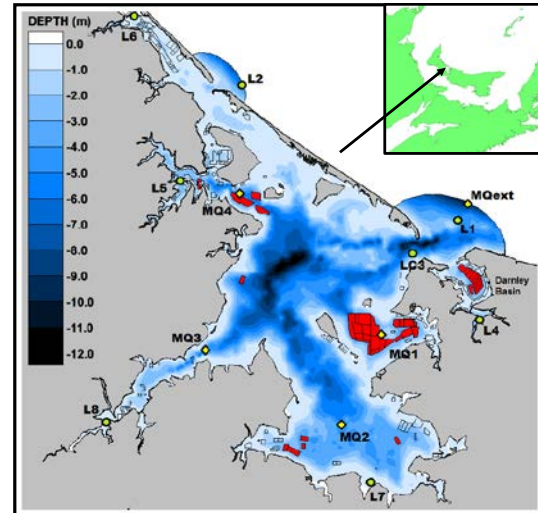 DEPTH (m)
0.0
-1.0
-2.0
-3.0
-4.0
-5.0
-6.0
-7.0
-8.0
-9.0
-10.0
-11.0
-12.0
L6
L2
L5
MQ4
MQext
L1
LC3
Darnley
Basin
L4
MQ1
MQ3
L8
MQ2
L7